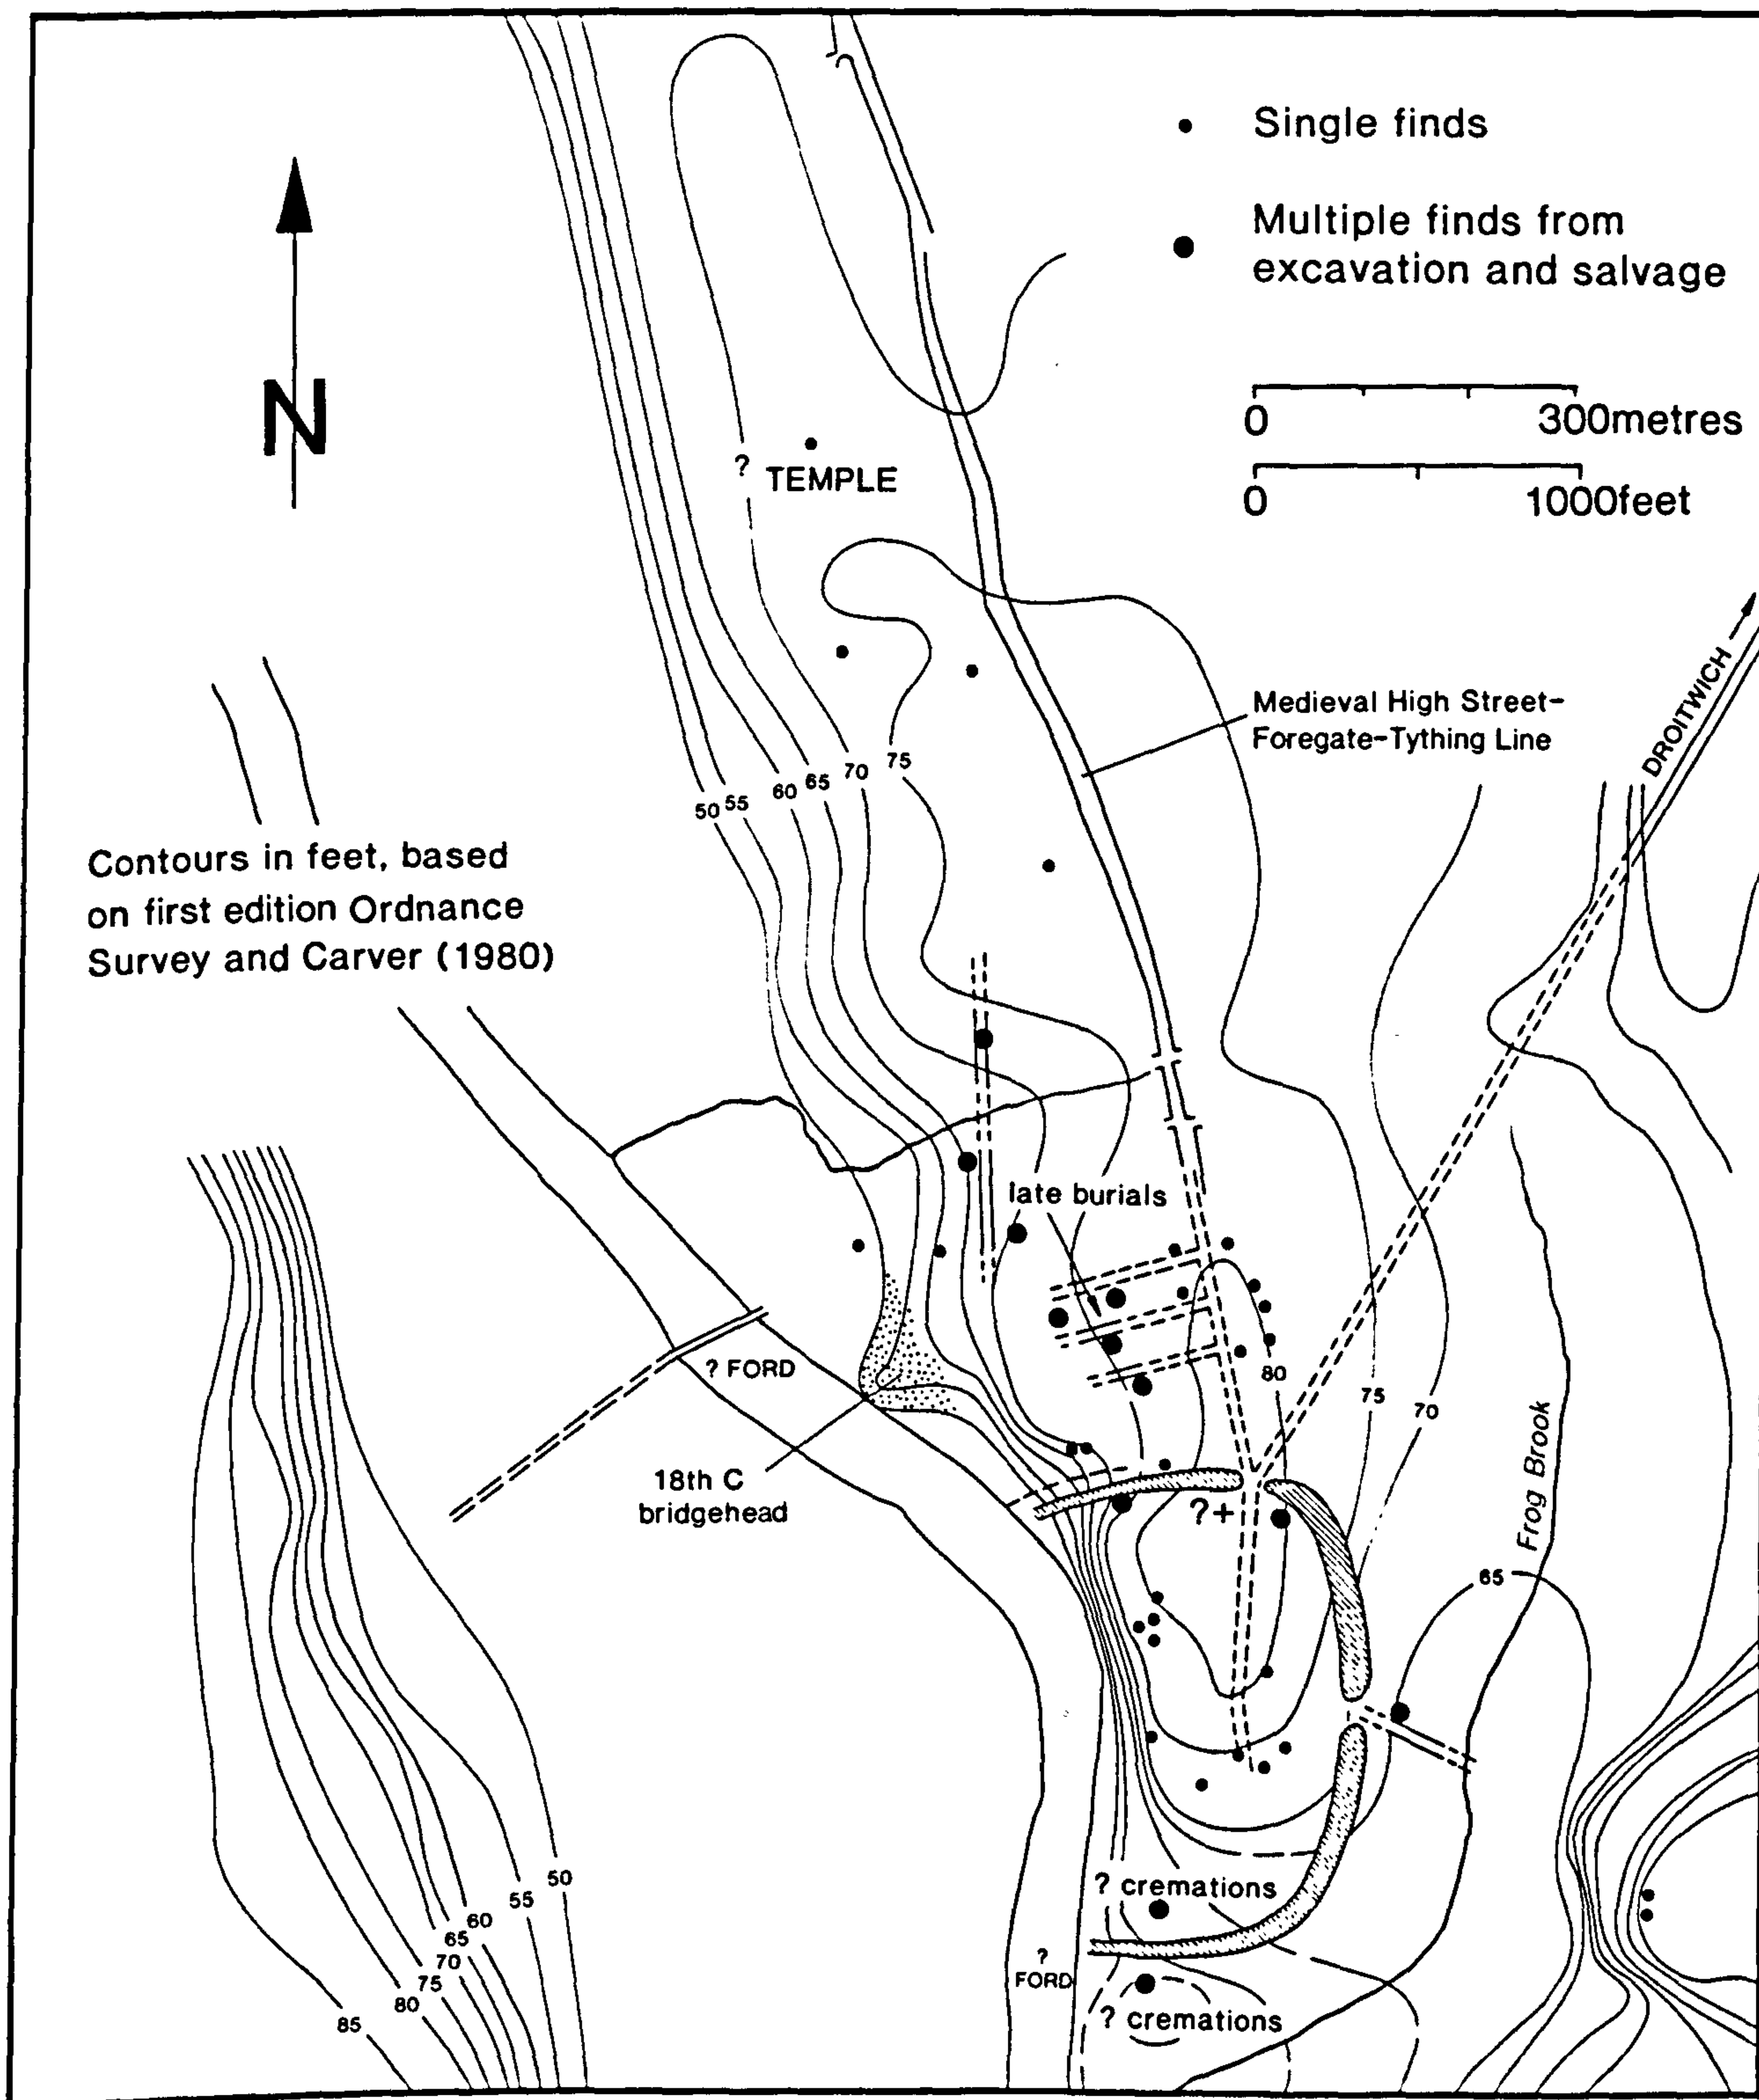 Single finds
Multiple finds from
excavation and salvage
N
0 300metres
0 1000feet
? TEMPLE
DROITWICH
Medieval High Street-
Foregate-Tything Line
50 55 60 65 70 75
Contours in feet, based
on first edition Ordnance
Survey and Carver (1980)
late burials
? FORD
80
75
70
18th C
bridgehead
?+
Frog Brook
65
? cremations
50
55
60
65
70
75
80
85
?
FORD
? cremations